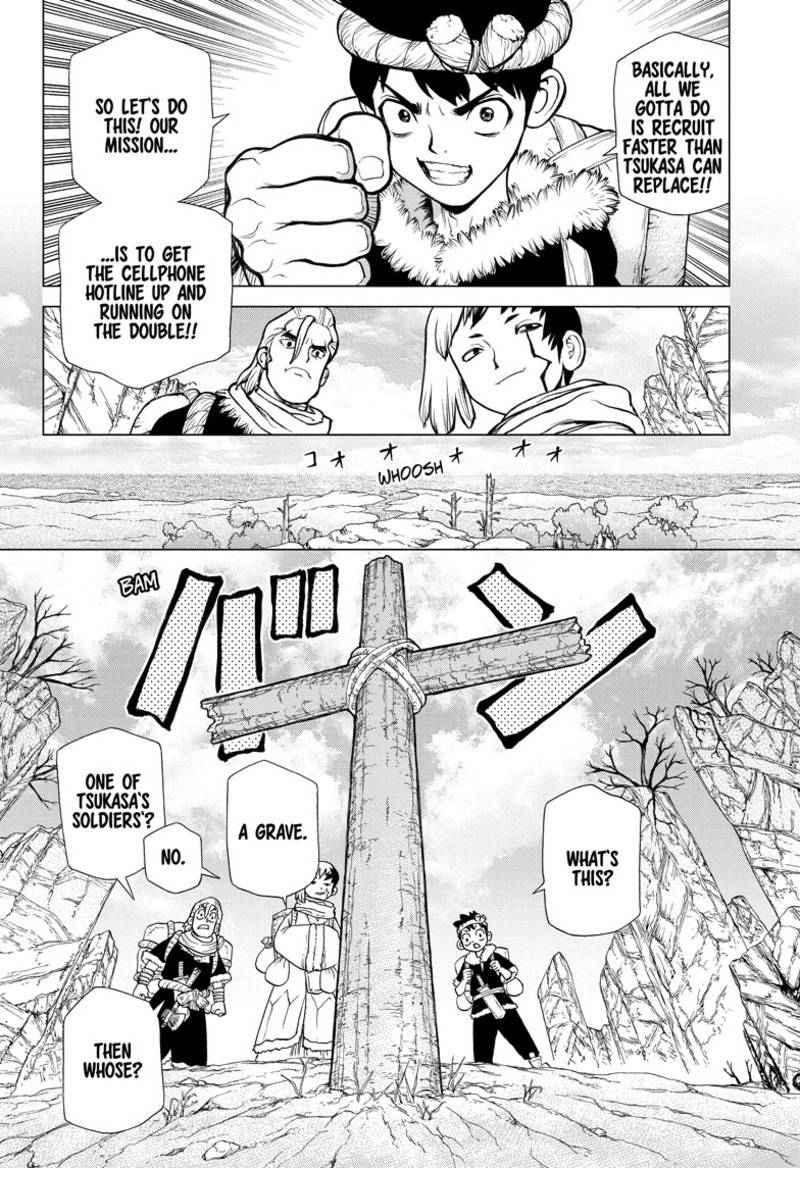 BASICALLY,
ALL WE
GOTTA DO
IS RECRUIT
FASTER THAN
TSUKASA CAN
REPLACE!!
SO LET'S DO
THIS! OUR
MISSION...
...IS TO GET
THE CELLPHONE
HOTLINE UP AND
RUNNING ON
THE DOUBLE!!
コォォォォォ
WHOOSH
BAM
バーーン
WHAT'S
THIS?
A GRAVE.
ONE OF
TSUKASA'S
SOLDIERS'?
NO.
THEN
WHOSE?